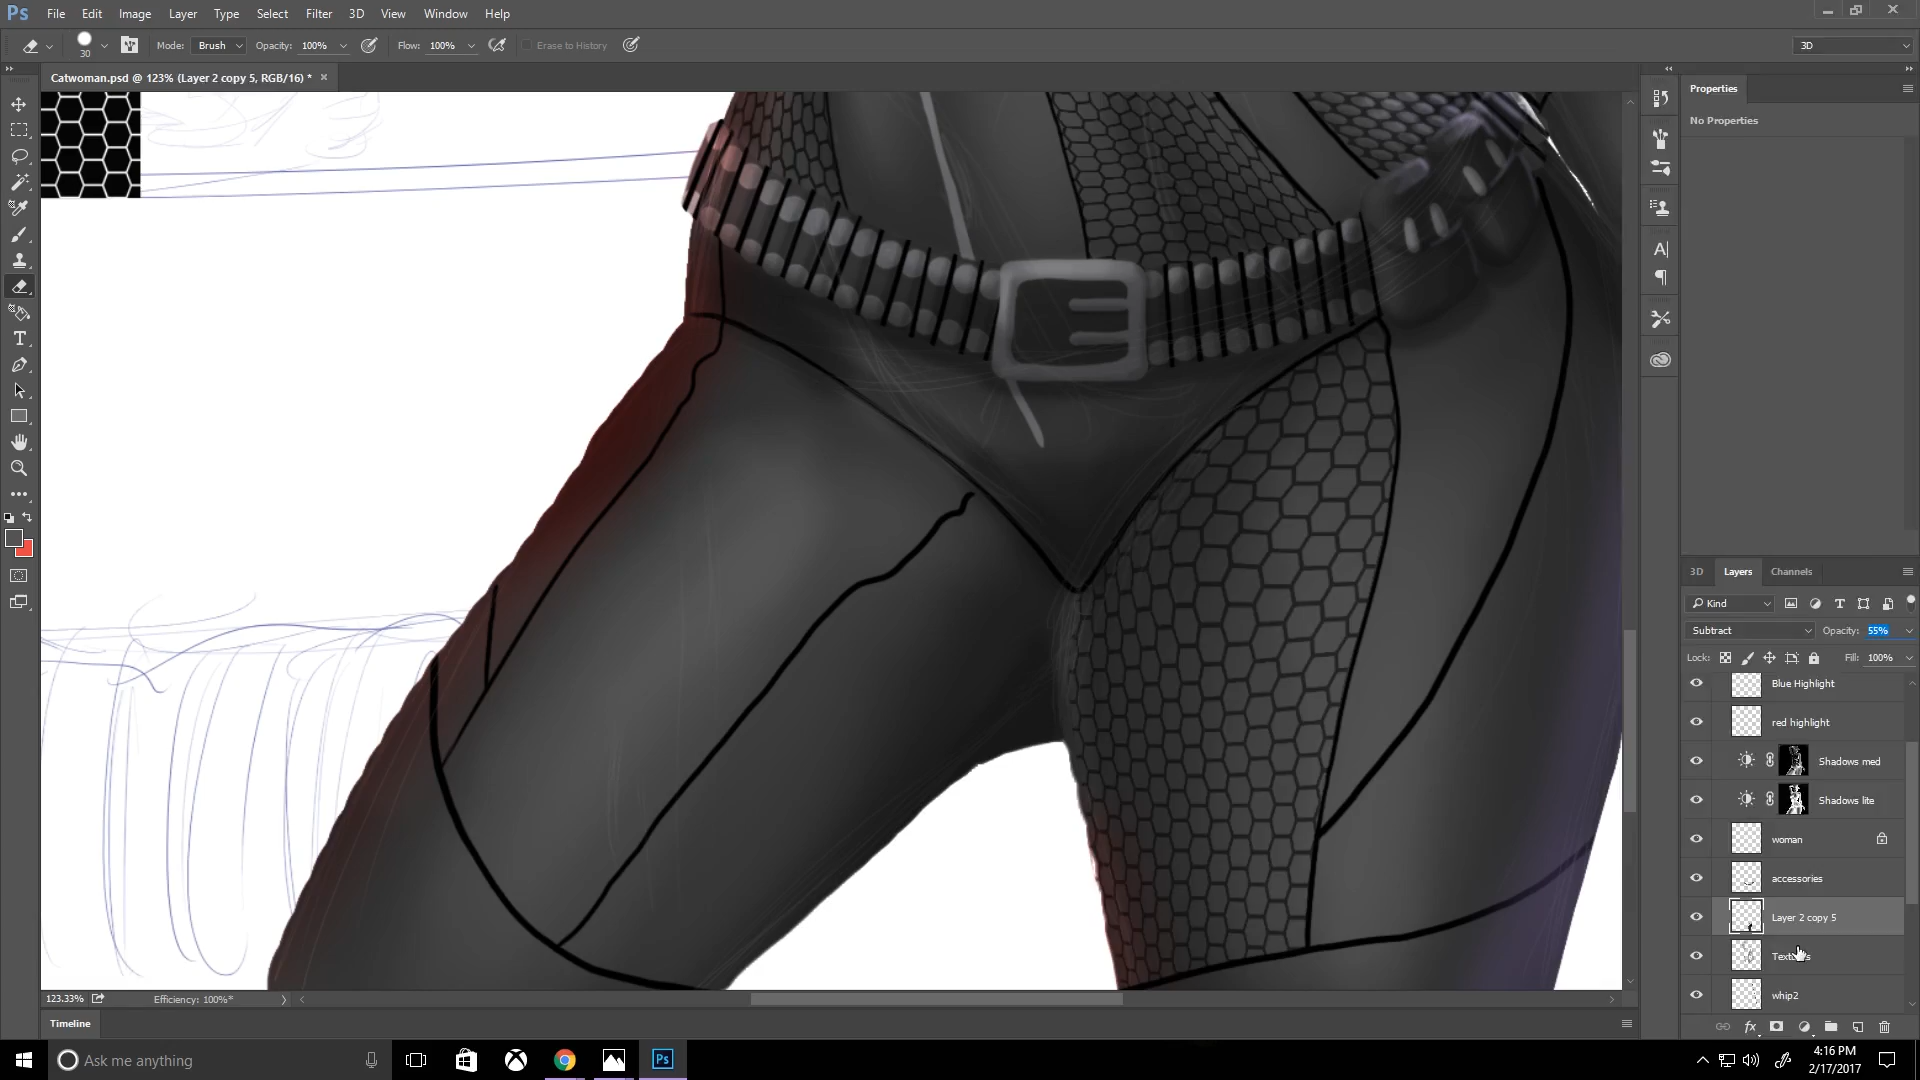 Ps File Edit Image Layer Type Select Filter 3D View Window Help
30 Mode: Brush Opacity: 100% Flow: 100% Erase to History 3D
Catwoman.psd @ 123% (Layer 2 copy 5, RGB/16) * ×
Properties
No Properties
3D Layers Channels
Kind
Subtract Opacity: 55%
Lock: Fill: 100%
Blue Highlight
red highlight
Shadows med
Shadows lite
woman
accessories
Layer 2 copy 5
whip2
123.33% Efficiency: 100%*
Timeline
Ask me anything
Ps
4:16 PM
2/17/2017